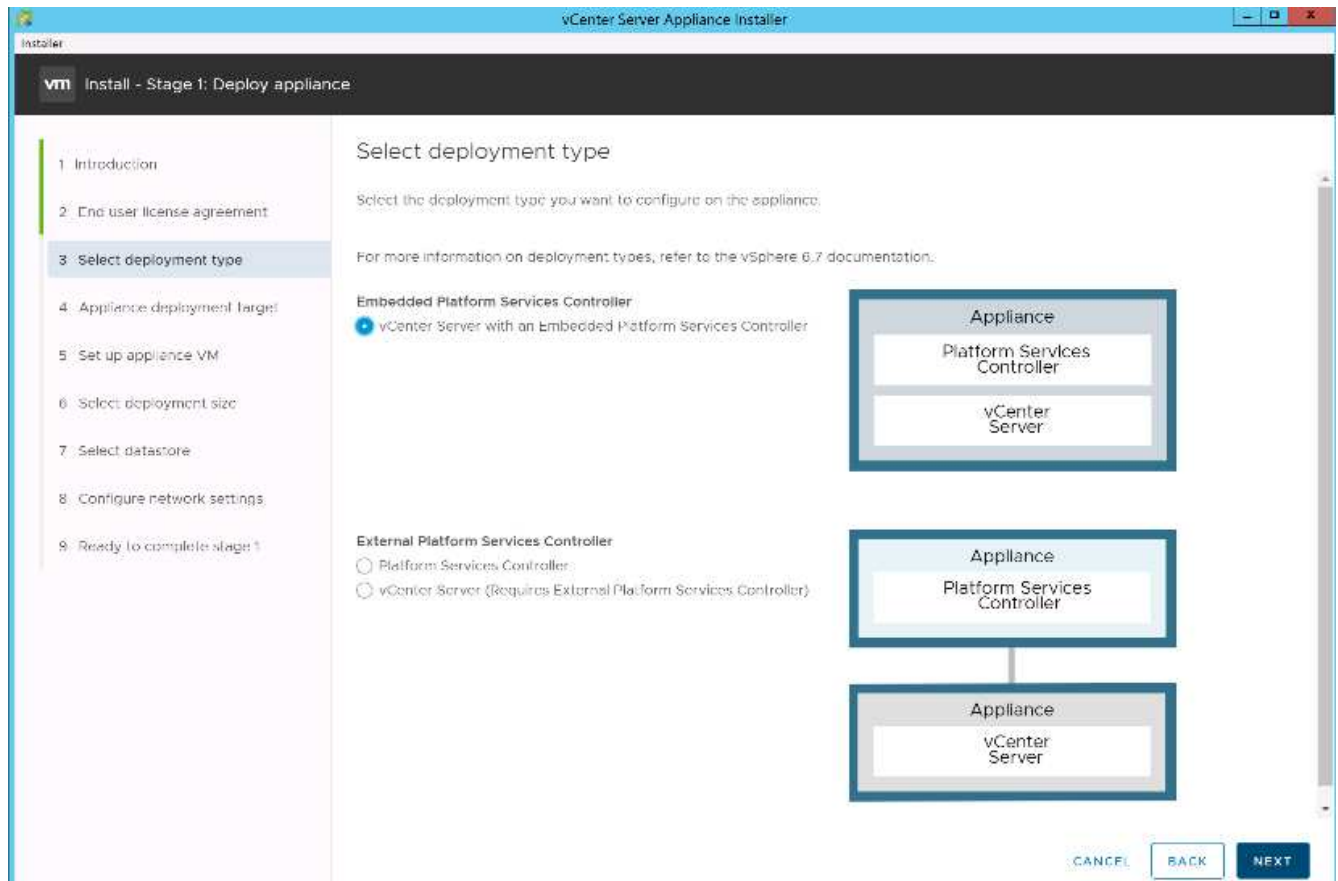 vCenter Server Appliance Installer
Installer
vm Install - Stage 1: Deploy appliance
1 Introduction
2 End user license agreement
3 Select deployment type
4 Appliance deployment target
5 Set up appliance VM
6 Select deployment size
7 Select datastore
8 Configure network settings
9 Ready to complete stage 1
Select deployment type
Select the deployment type you want to configure on the appliance.
For more information on deployment types, refer to the vSphere 6.7 documentation.
Embedded Platform Services Controller
vCenter Server with an Embedded Platform Services Controller
Appliance
Platform Services
Controller
vCenter
Server
External Platform Services Controller
Platform Services Controller
vCenter Server (Requires External Platform Services Controller)
Appliance
Platform Services
Controller
Appliance
vCenter
Server
CANCEL BACK NEXT